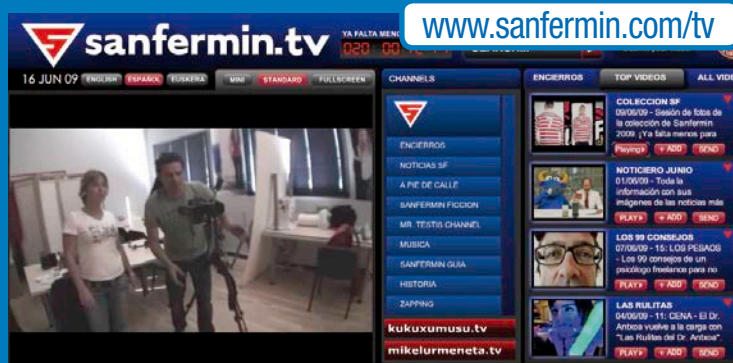 www.sanfermin.com/tv
sanfermin.tv
YA FALTA MENOS
16 JUN 09 ENGLISH ESPAÑOL EUSKERA MINI STANDARD FULLSCREEN
CHANNELS
ENCIERROS
NOTICIAS SF
A PIE DE CALLE
SANFERMIN FICCION
MR. TESTIS CHANNEL
MUSICA
SANFERMIN GUIA
HISTORIA
ZAPPING
kukuxumusu.tv
mikelurmeneta.tv
ENCIERROS TOP VIDEOS ALL VIDE
COLECCION SF
09/06/09 - Sesión de fotos de
la colección de Sanfermin
2009. ¡Ya falta menos para
Playing + ADD SEND
NOTICIERO JUNIO
01/06/09 - Toda la
información con sus
imágenes de las noticias más
PLAY + ADD SEND
LOS 99 CONSEJOS
07/06/09 - 15: LOS PESAOS
- Los 99 consejos de un
psicólogo freelance para no
PLAY + ADD SEND
LAS RULITAS
04/06/09 - 11: CENA - El Dr.
Antxoa vuelve a la carga con
"Las Rulitas del Dr. Antxoa".
PLAY + ADD SEND